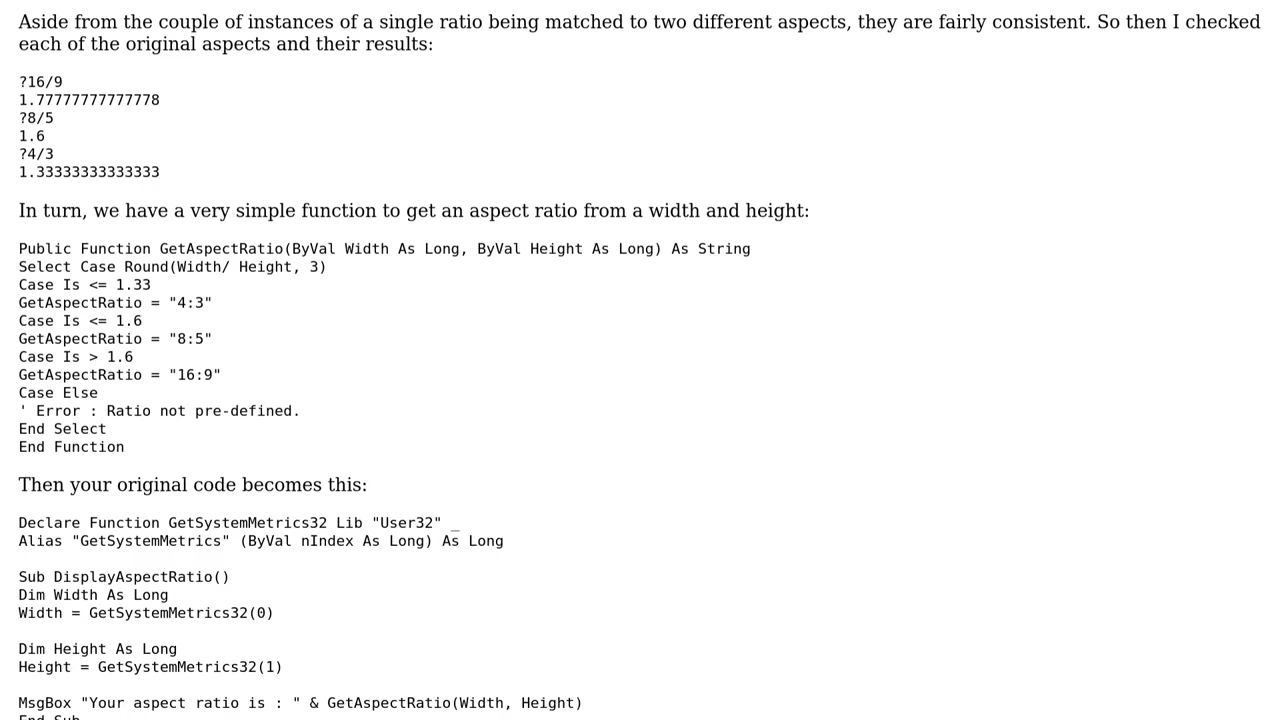 Aside from the couple of instances of a single ratio being matched to two different aspects, they are fairly consistent. So then I checked
each of the original aspects and their results:
?16/9
1.77777777777778
?8/5
1.6
?4/3
1.33333333333333
In turn, we have a very simple function to get an aspect ratio from a width and height:
Public Function GetAspectRatio(ByVal Width As Long, ByVal Height As Long) As String
Select Case Round(Width/ Height, 3)
Case Is <= 1.33
GetAspectRatio = "4:3"
Case Is <= 1.6
GetAspectRatio = "8:5"
Case Is > 1.6
GetAspectRatio = "16:9"
Case Else
' Error : Ratio not pre-defined.
End Select
End Function
Then your original code becomes this:
Declare Function GetSystemMetrics32 Lib "User32" _
Alias "GetSystemMetrics" (ByVal nIndex As Long) As Long
Sub DisplayAspectRatio()
Dim Width As Long
Width = GetSystemMetrics32(0)
Dim Height As Long
Height = GetSystemMetrics32(1)
MsgBox "Your aspect ratio is : " & GetAspectRatio(Width, Height)
End Sub